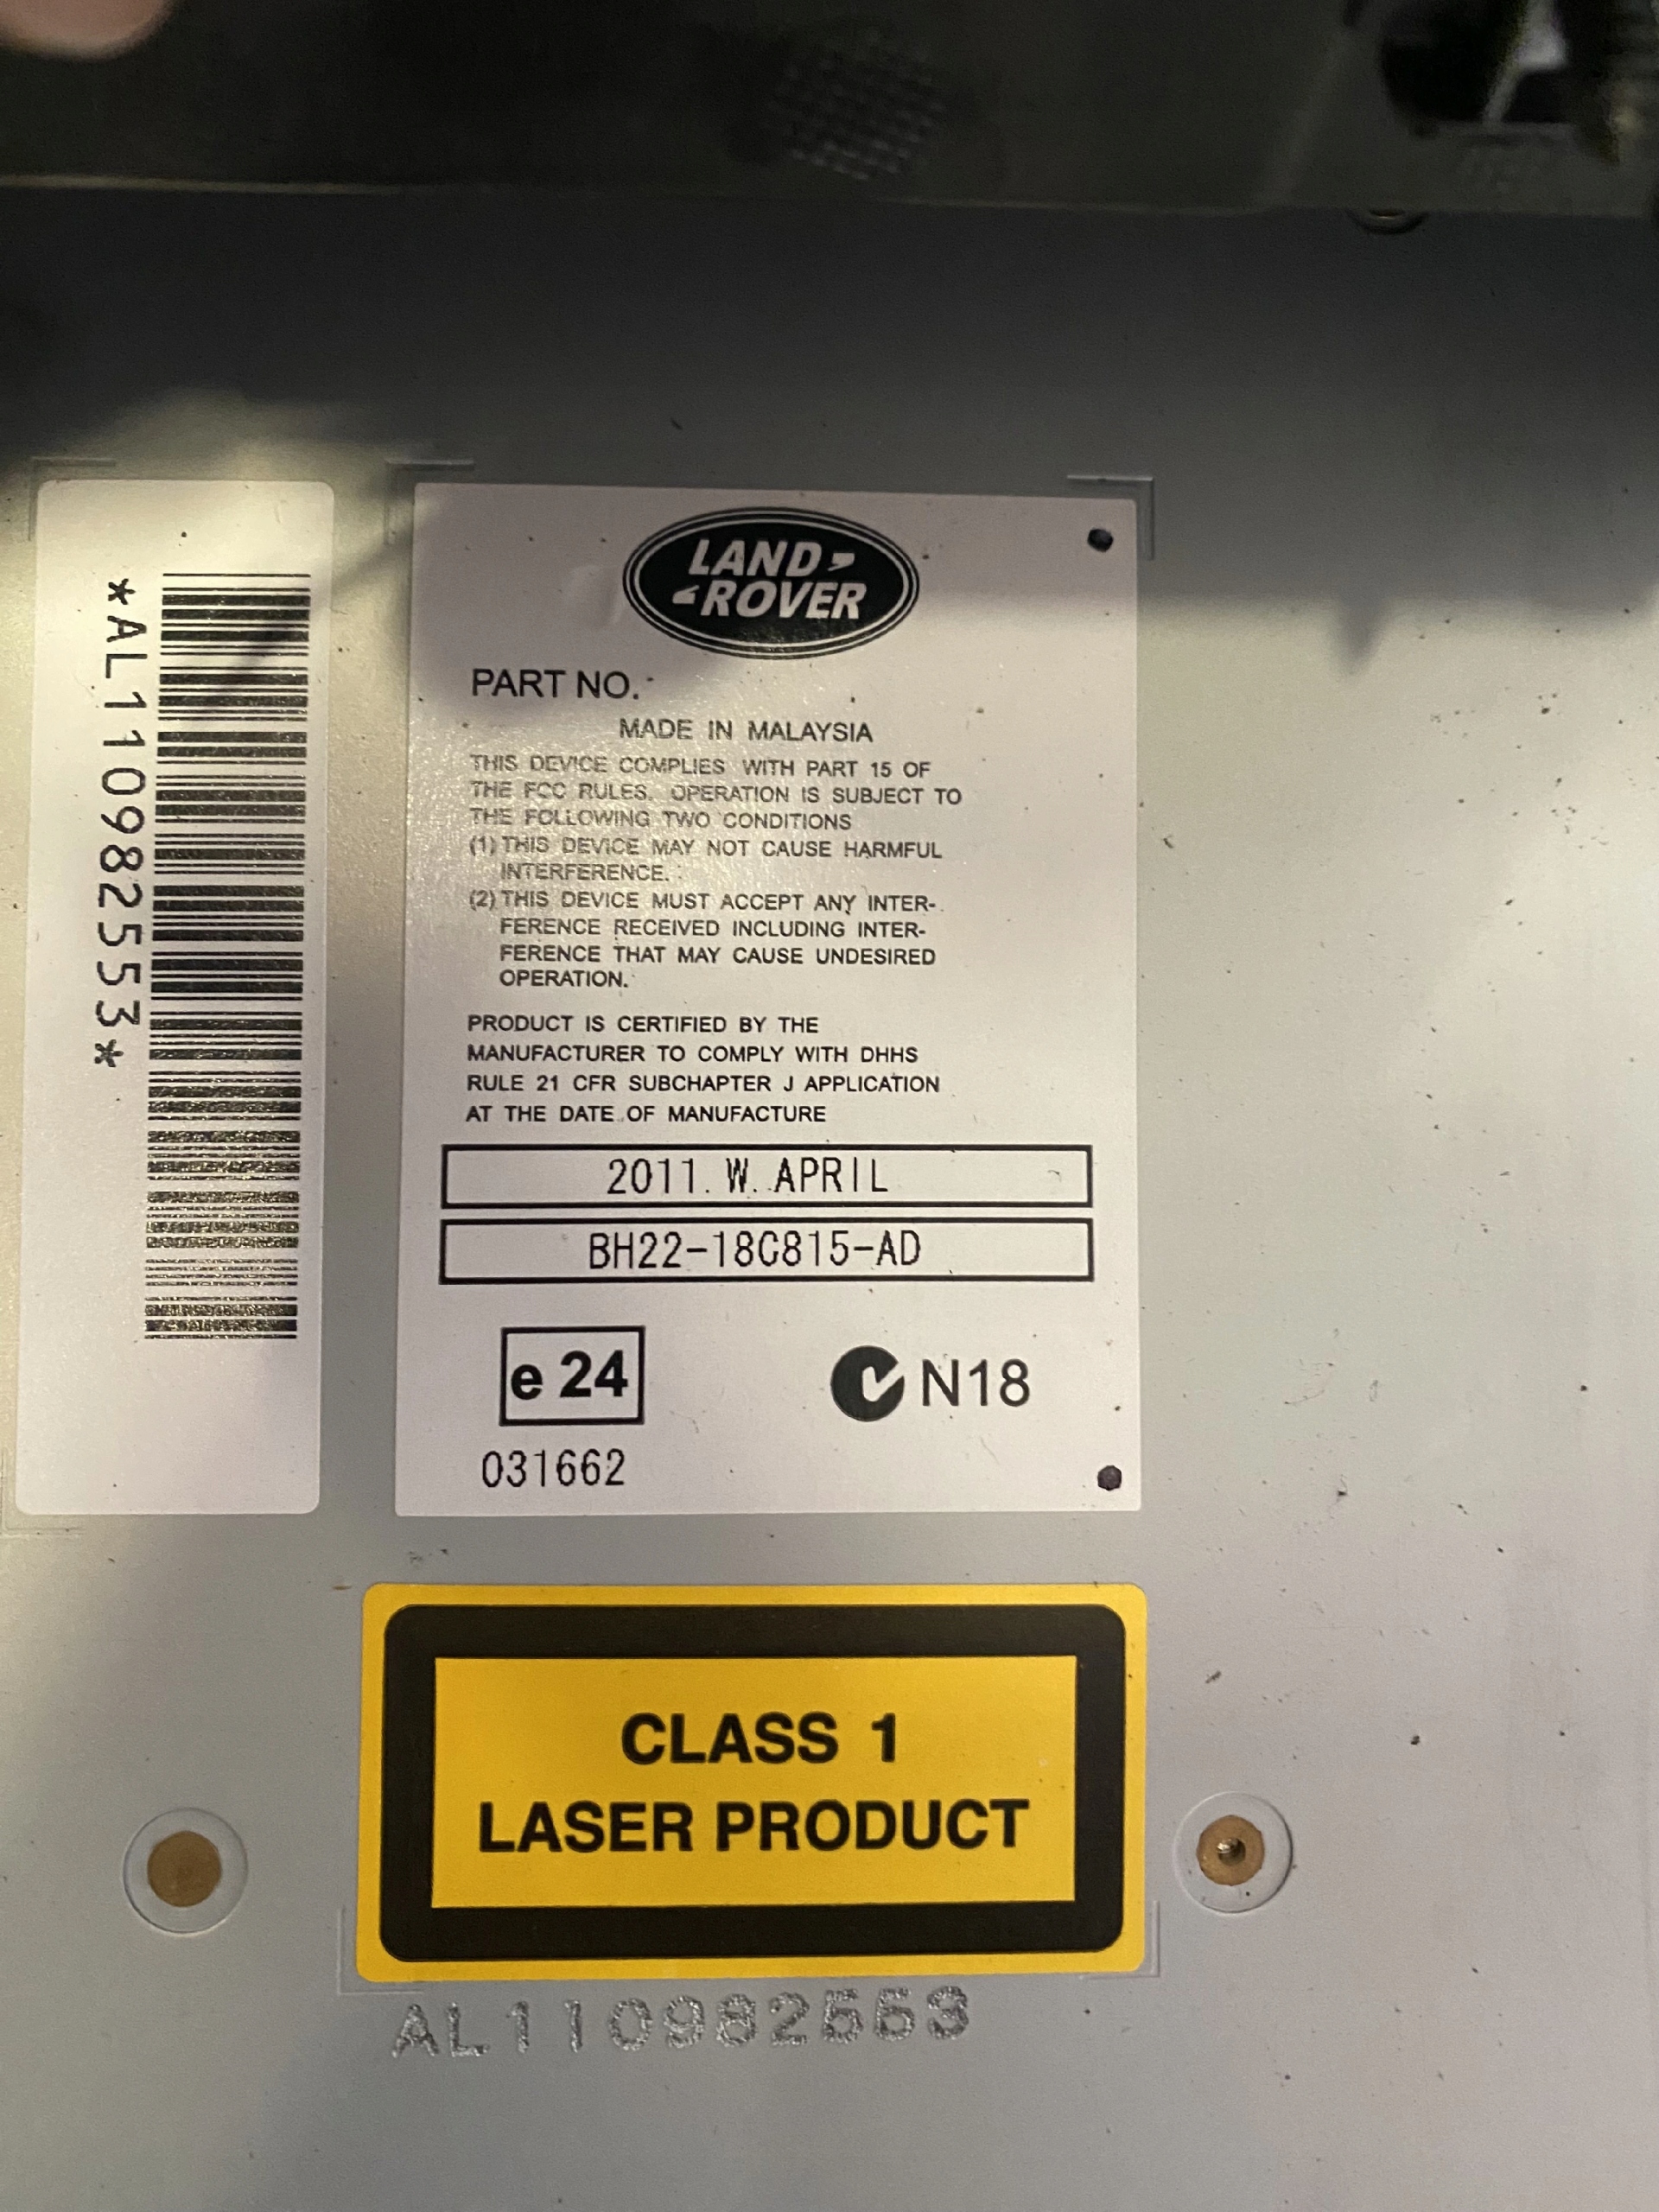 *AL110982553*
LAND
ROVER
PART NO.
MADE IN MALAYSIA
THIS DEVICE COMPLIES WITH PART 15 OF
THE FCC RULES. OPERATION IS SUBJECT TO
THE FOLLOWING TWO CONDITIONS
(1) THIS DEVICE MAY NOT CAUSE HARMFUL
INTERFERENCE.
(2) THIS DEVICE MUST ACCEPT ANY INTER-
FERENCE RECEIVED INCLUDING INTER-
FERENCE THAT MAY CAUSE UNDESIRED
OPERATION.
PRODUCT IS CERTIFIED BY THE
MANUFACTURER TO COMPLY WITH DHHS
RULE 21 CFR SUBCHAPTER J APPLICATION
AT THE DATE OF MANUFACTURE
2011. W. APRIL
BH22-18C815-AD
e 24
N18
031662
CLASS 1
LASER PRODUCT
AL110982553